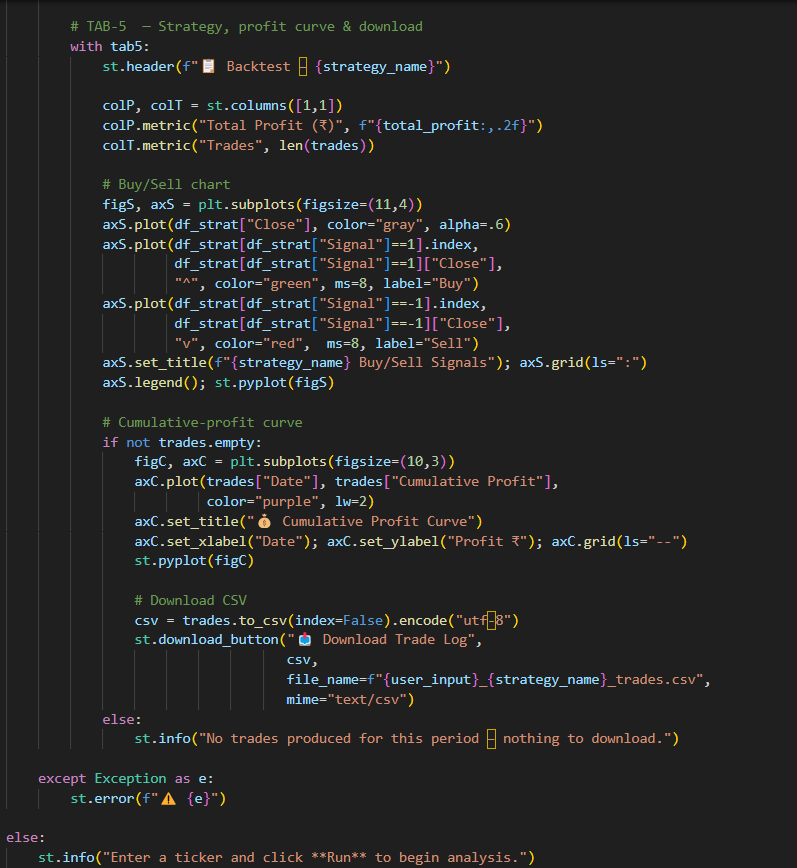 # TAB-5  — Strategy, profit curve & download
with tab5:
st.header(f"📋 Backtest – {strategy_name}")
colP, colT = st.columns([1,1])
colP.metric("Total Profit (₹)", f"{total_profit:,.2f}")
colT.metric("Trades", len(trades))
# Buy/Sell chart
figS, axS = plt.subplots(figsize=(11,4))
axS.plot(df_strat["Close"], color="gray", alpha=.6)
axS.plot(df_strat[df_strat["Signal"]==1].index,
df_strat[df_strat["Signal"]==1]["Close"],
"^", color="green", ms=8, label="Buy")
axS.plot(df_strat[df_strat["Signal"]==-1].index,
df_strat[df_strat["Signal"]==-1]["Close"],
"v", color="red",  ms=8, label="Sell")
axS.set_title(f"{strategy_name} Buy/Sell Signals"); axS.grid(ls=":")
axS.legend(); st.pyplot(figS)
# Cumulative-profit curve
if not trades.empty:
figC, axC = plt.subplots(figsize=(10,3))
axC.plot(trades["Date"], trades["Cumulative Profit"],
color="purple", lw=2)
axC.set_title("💰 Cumulative Profit Curve")
axC.set_xlabel("Date"); axC.set_ylabel("Profit ₹"); axC.grid(ls="--")
st.pyplot(figC)
# Download CSV
csv = trades.to_csv(index=False).encode("utf‑8")
st.download_button("📥 Download Trade Log",
csv,
file_name=f"{user_input}_{strategy_name}_trades.csv",
mime="text/csv")
else:
st.info("No trades produced for this period – nothing to download.")
except Exception as e:
st.error(f"⚠️ {e}")
else:
st.info("Enter a ticker and click **Run** to begin analysis.")